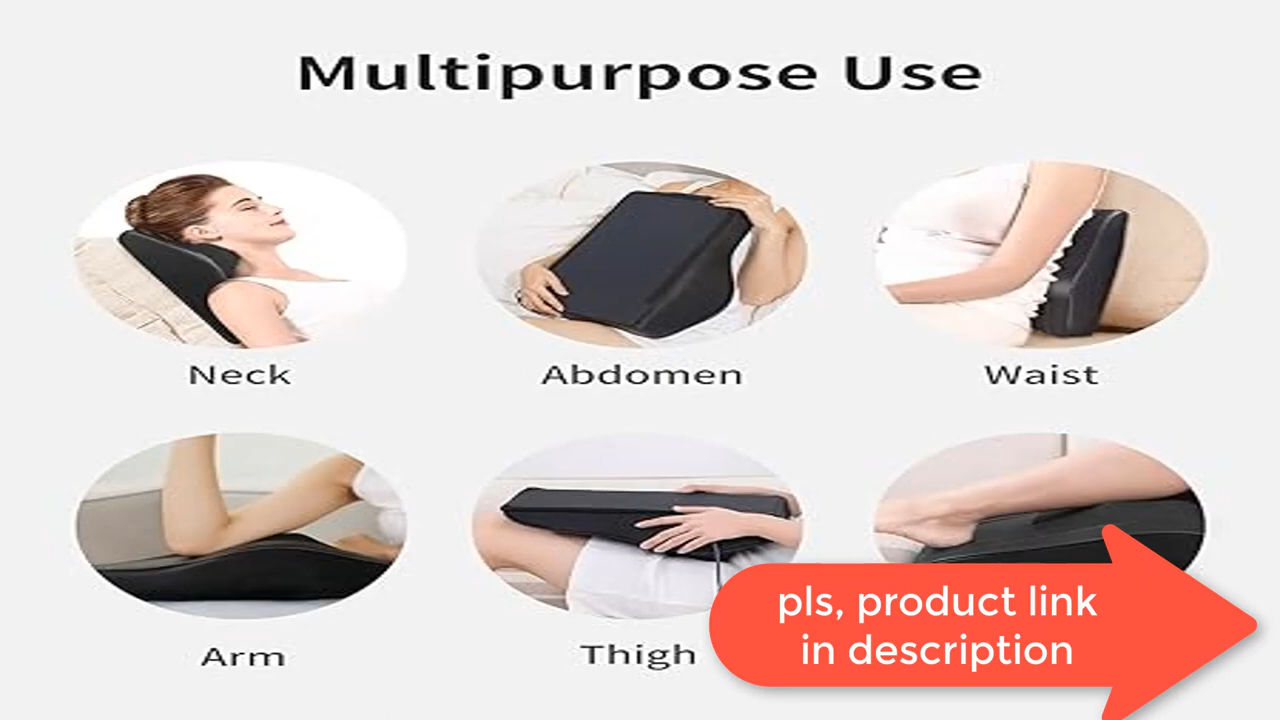 Multipurpose Use
Neck
Abdomen
Waist
Arm
Thigh
pls, product link
in description